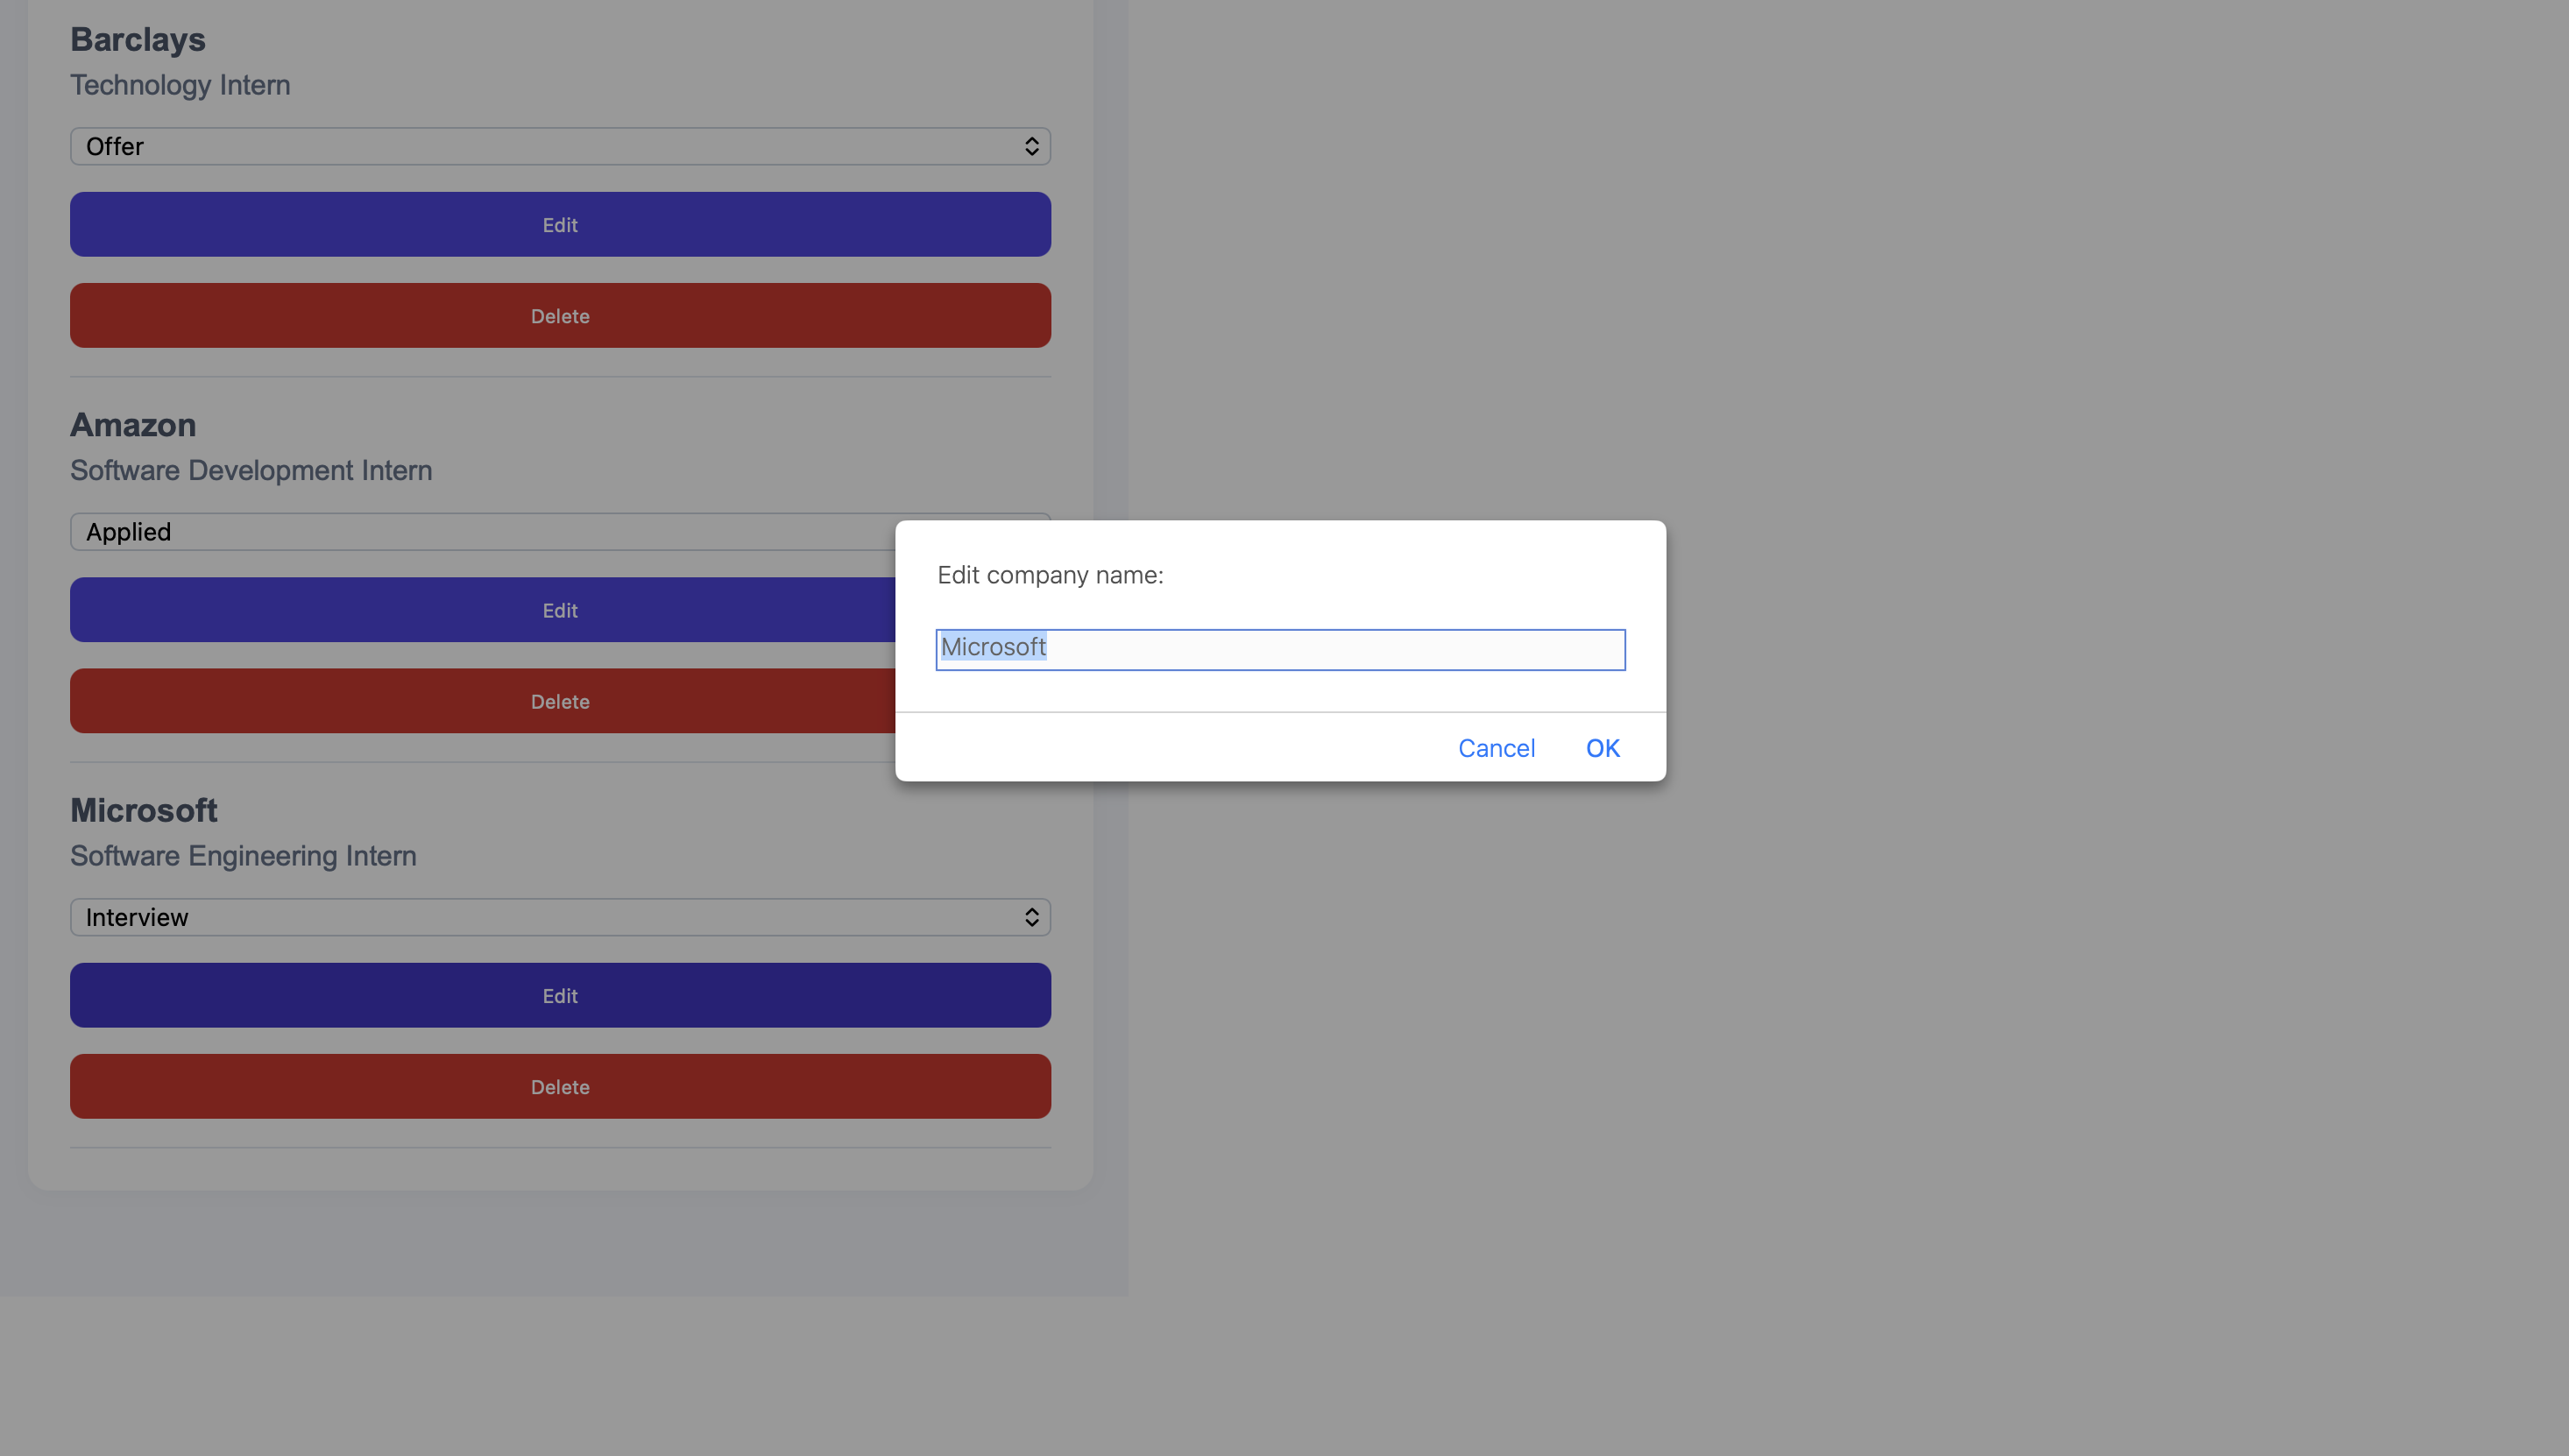 Barclays
Technology Intern
Offer
Edit
Delete
Amazon
Software Development Intern
Applied
Edit
Delete
Microsoft
Software Engineering Intern
Interview
Edit
Delete
Edit company name:
Microsoft
Cancel OK